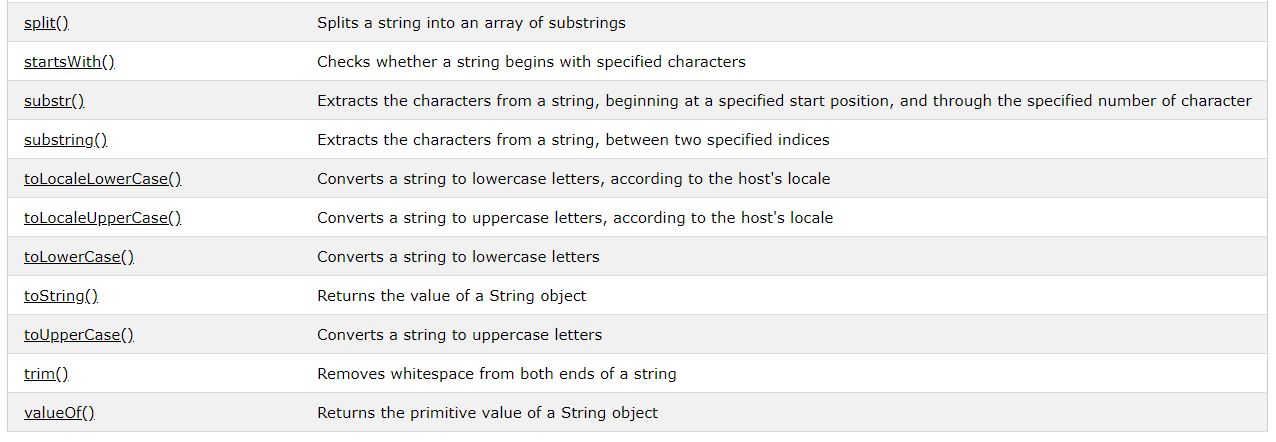 split() Splits a string into an array of substrings
startsWith() Checks whether a string begins with specified characters
substr() Extracts the characters from a string, beginning at a specified start position, and through the specified number of character
substring() Extracts the characters from a string, between two specified indices
toLocaleLowerCase() Converts a string to lowercase letters, according to the host's locale
toLocaleUpperCase() Converts a string to uppercase letters, according to the host's locale
toLowerCase() Converts a string to lowercase letters
toString() Returns the value of a String object
toUpperCase() Converts a string to uppercase letters
trim() Removes whitespace from both ends of a string
valueOf() Returns the primitive value of a String object